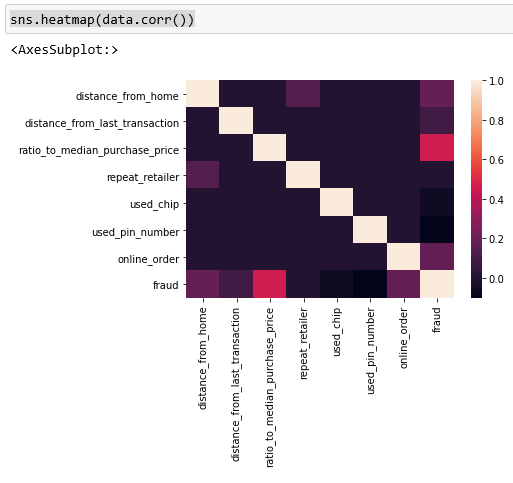 sns.heatmap(data.corr())
<AxesSubplot:>
distance_from_home
distance_from_last_transaction
ratio_to_median_purchase_price
repeat_retailer
used_chip
used_pin_number
online_order
fraud
1.0
0.8
0.6
0.4
0.2
0.0
distance_from_home
distance_from_last_transaction
ratio_to_median_purchase_price
repeat_retailer
used_chip
used_pin_number
online_order
fraud